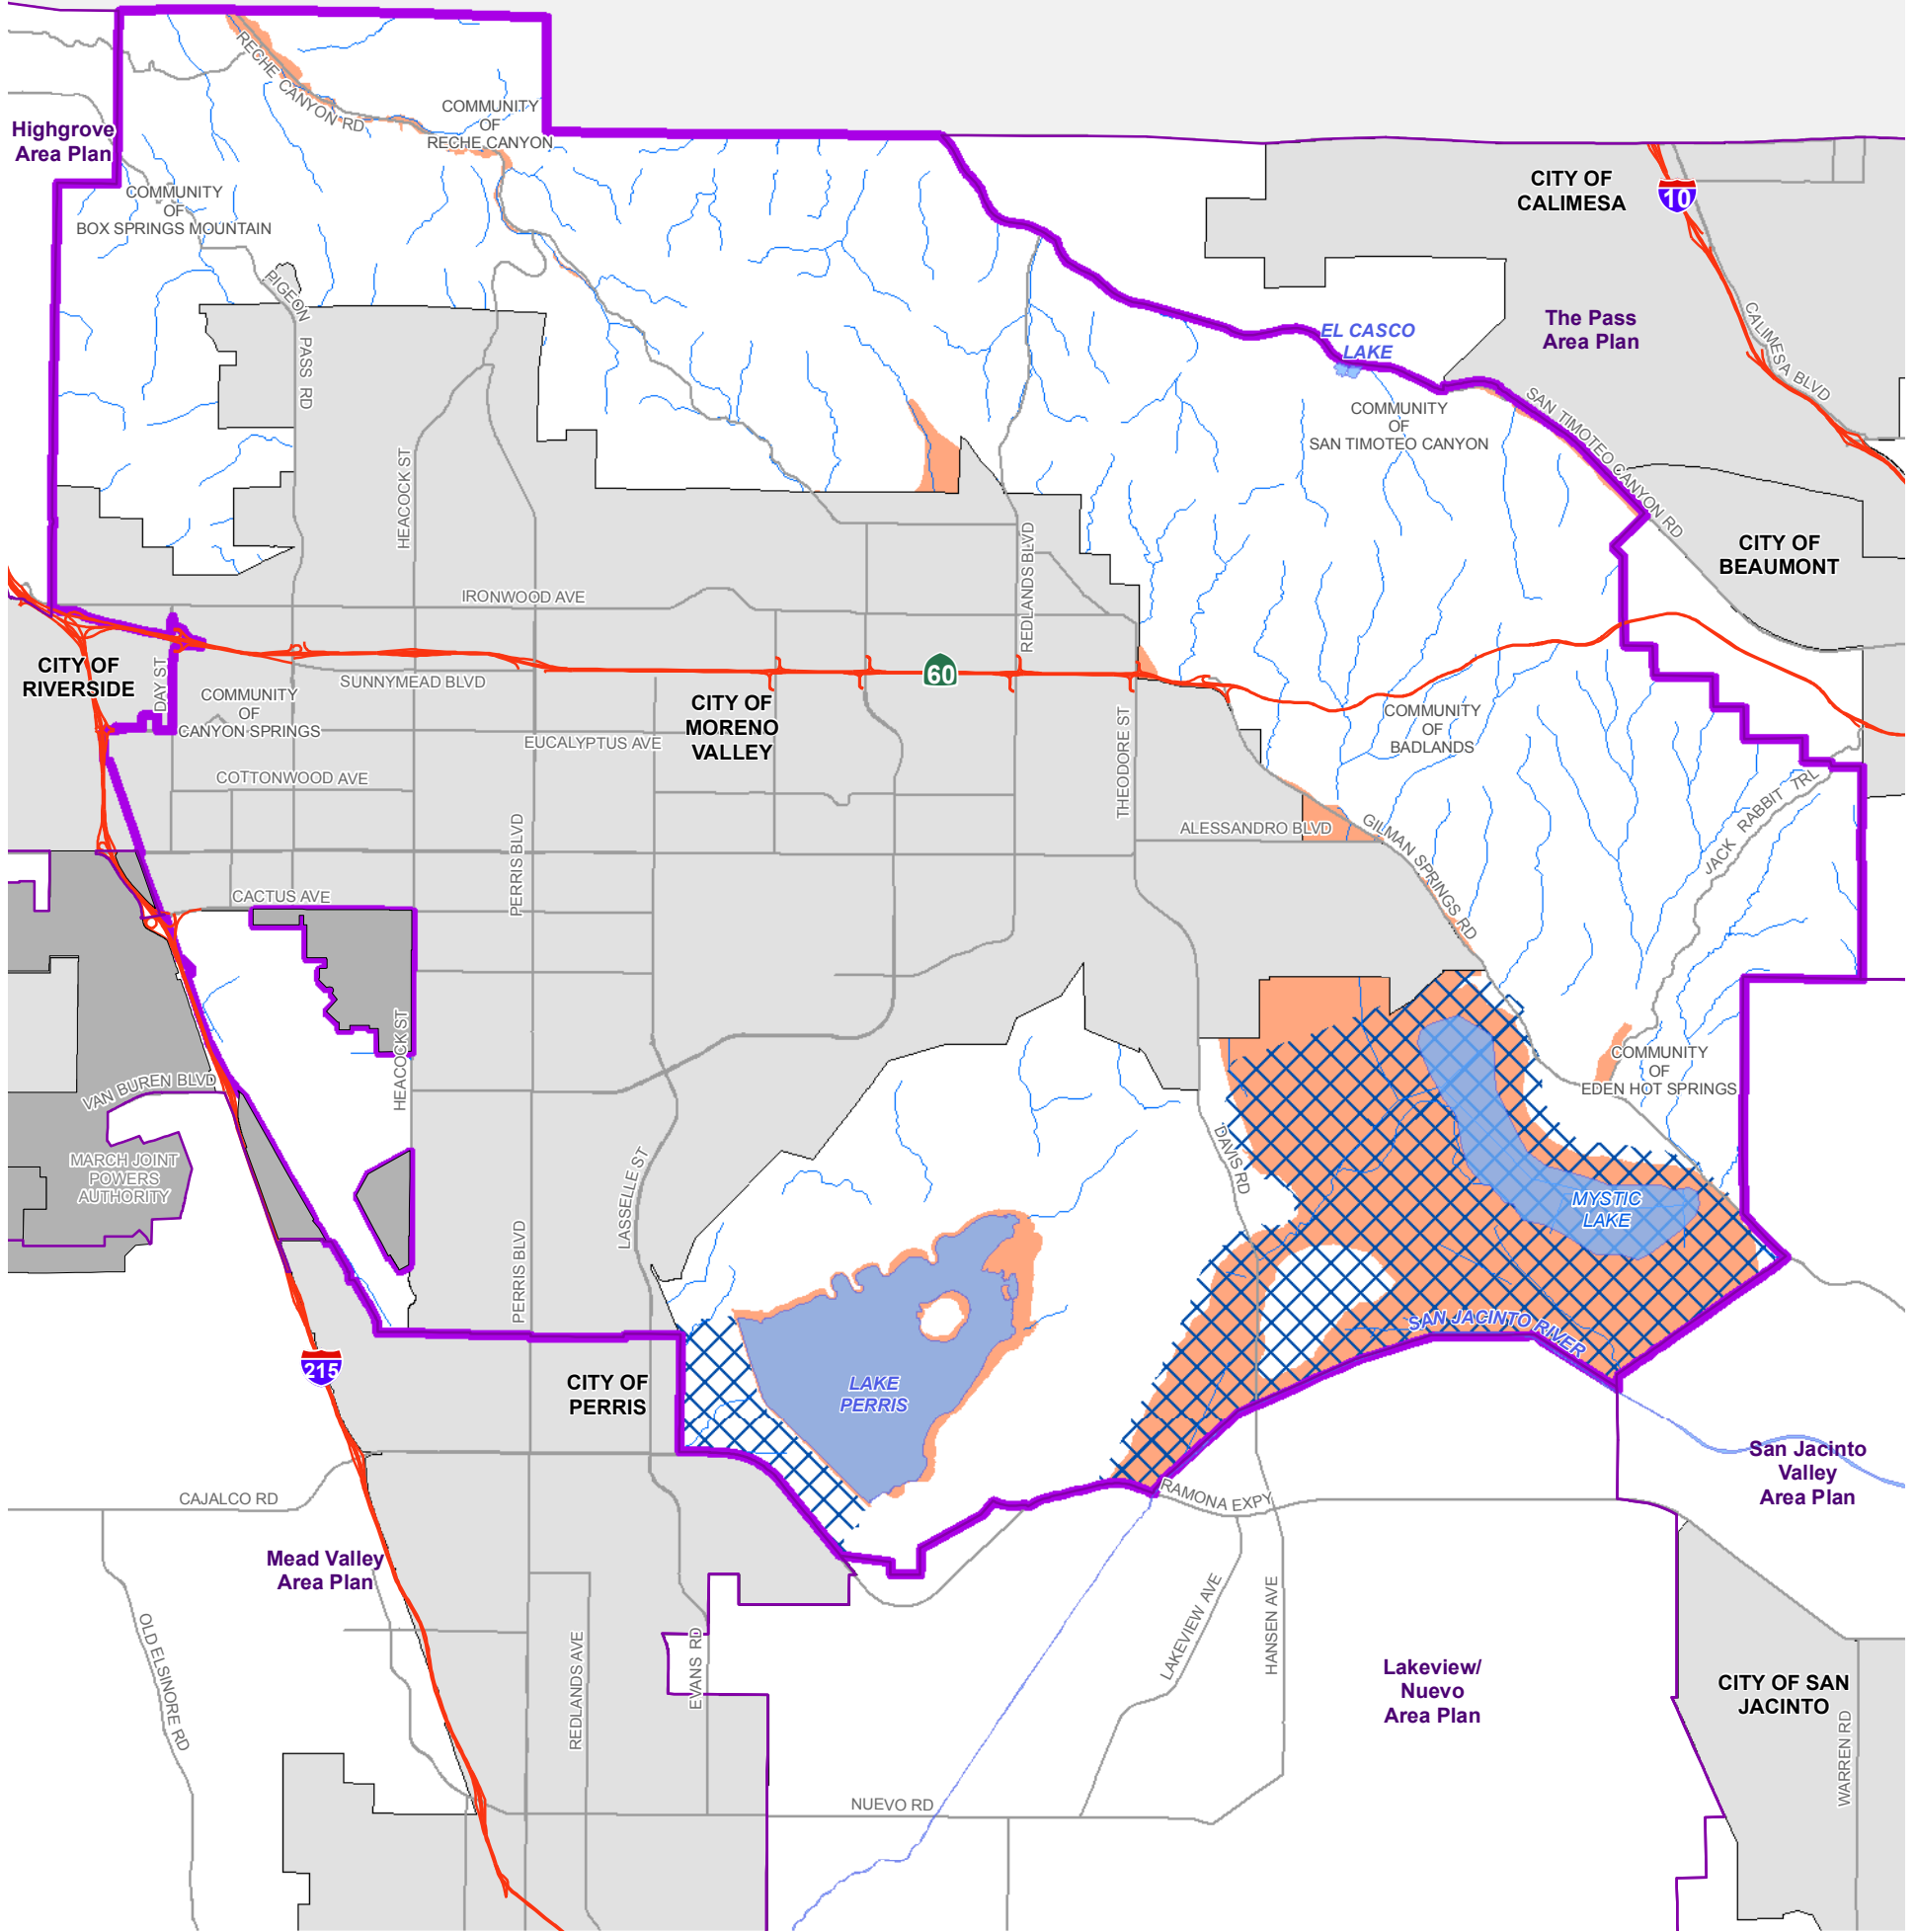 RECHE CANYON RD
COMMUNITY
OF
RECHE CANYON
Highgrove
Area Plan
COMMUNITY
OF
BOX SPRINGS MOUNTAIN
CITY OF
CALIMESA
10
PIGEON PASS RD
The Pass
Area Plan
CALIMESA BLVD
EL CASCO
LAKE
COMMUNITY
OF
SAN TIMOTEO CANYON
SAN TIMOTEO CANYON RD
HEACOCK ST
CITY OF
BEAUMONT
REDLANDS BLVD
IRONWOOD AVE
CITY OF
RIVERSIDE
DAY ST
SUNNYMEAD BLVD
60
COMMUNITY
OF
CANYON SPRINGS
CITY OF
MORENO
VALLEY
EUCALYPTUS AVE
THEODORE ST
COMMUNITY
OF
BADLANDS
COTTONWOOD AVE
JACK RABBIT TRL
PERRIS BLVD
ALESSANDRO BLVD
GILMAN SPRINGS RD
CACTUS AVE
HEACOCK ST
COMMUNITY
OF
EDEN HOT SPRINGS
VAN BUREN BLVD
MARCH JOINT
POWERS
AUTHORITY
DAVIS RD
LASSELLE ST
MYSTIC
LAKE
PERRIS BLVD
SAN JACINTO RIVER
215
CITY OF
PERRIS
LAKE
PERRIS
San Jacinto
Valley
Area Plan
CAJALCO RD
RAMONA EXPY
Mead Valley
Area Plan
OLD ELSINORE RD
REDLANDS AVE
EVANS RD
LAKEVIEW AVE
HANSEN AVE
Lakeview/
Nuevo
Area Plan
CITY OF SAN
JACINTO
WARREN RD
NUEVO RD